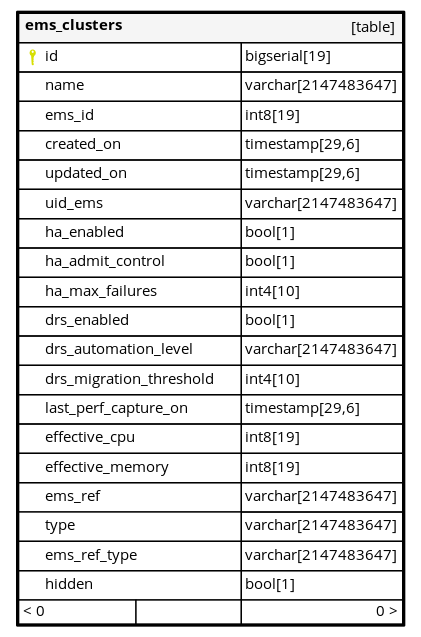 ems_clusters [table]
id bigserial[19]
name varchar[2147483647]
ems_id int8[19]
created_on timestamp[29,6]
updated_on timestamp[29,6]
uid_ems varchar[2147483647]
ha_enabled bool[1]
ha_admit_control bool[1]
ha_max_failures int4[10]
drs_enabled bool[1]
drs_automation_level varchar[2147483647]
drs_migration_threshold int4[10]
last_perf_capture_on timestamp[29,6]
effective_cpu int8[19]
effective_memory int8[19]
ems_ref varchar[2147483647]
type varchar[2147483647]
ems_ref_type varchar[2147483647]
hidden bool[1]
< 0 0 >